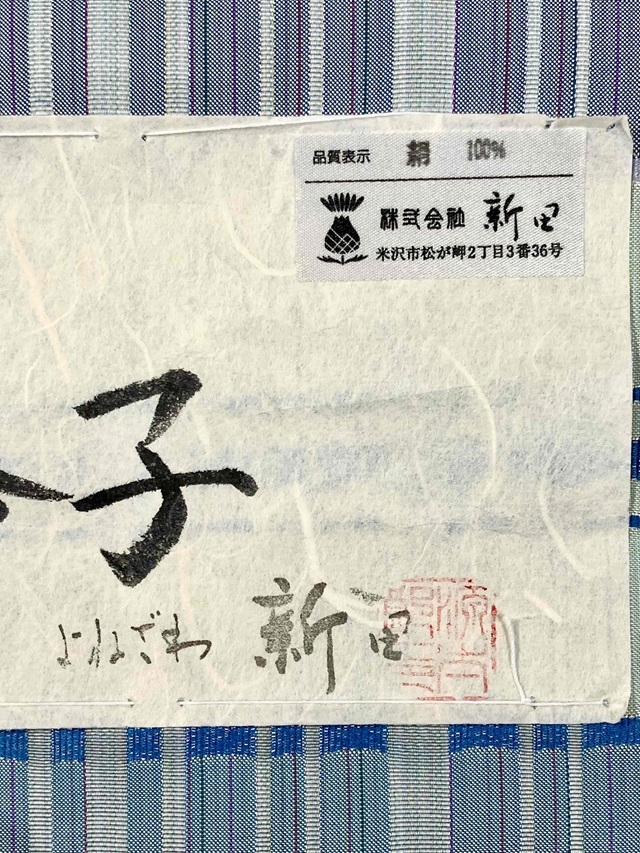 品質表示 絹 100%
株式会社 新田
米沢市松が岬2丁目3番36号
子
よねざわ 新田